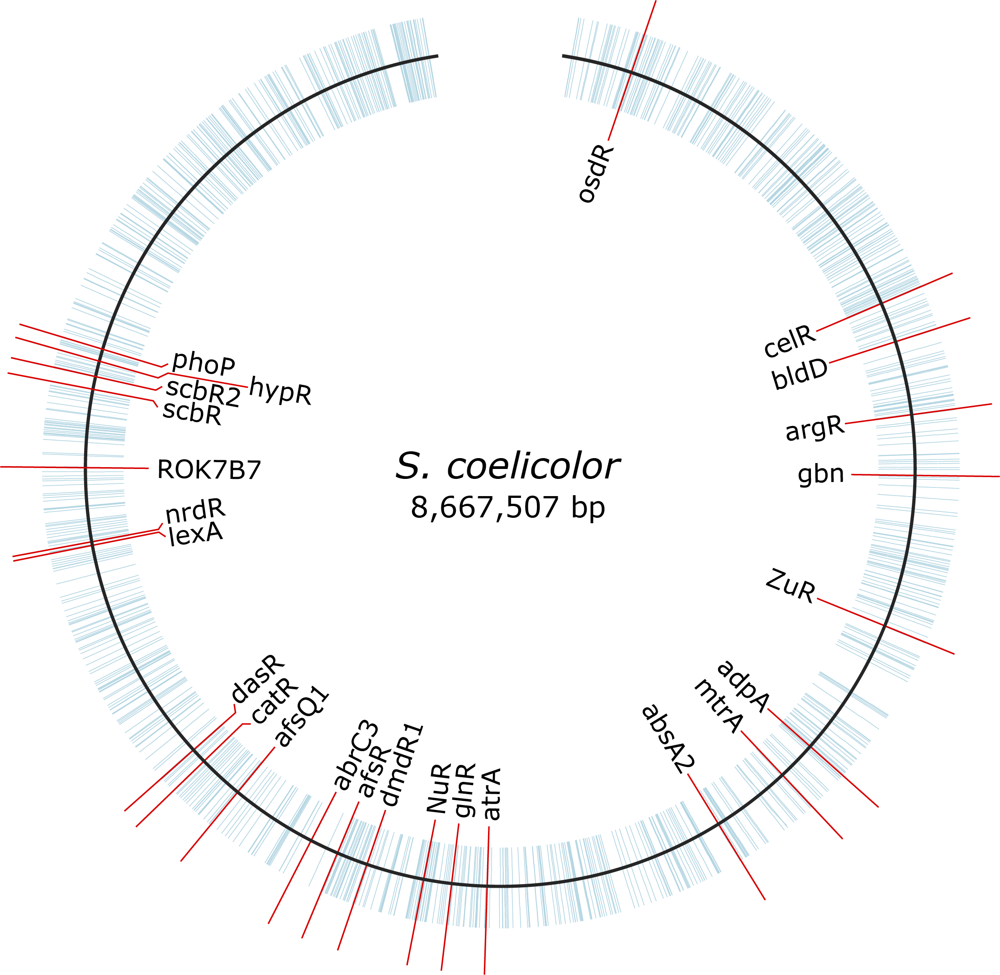 osdR
celR
bldD
argR
gbn
ZuR
adpA
mtrA
absA2
atrA
glnR
NuR
dmdR1
afsR
abrC3
afsQ1
catR
dasR
lexA
nrdR
ROK7B7
scbR
scbR2
hypR
phoP
S. coelicolor
8,667,507 bp